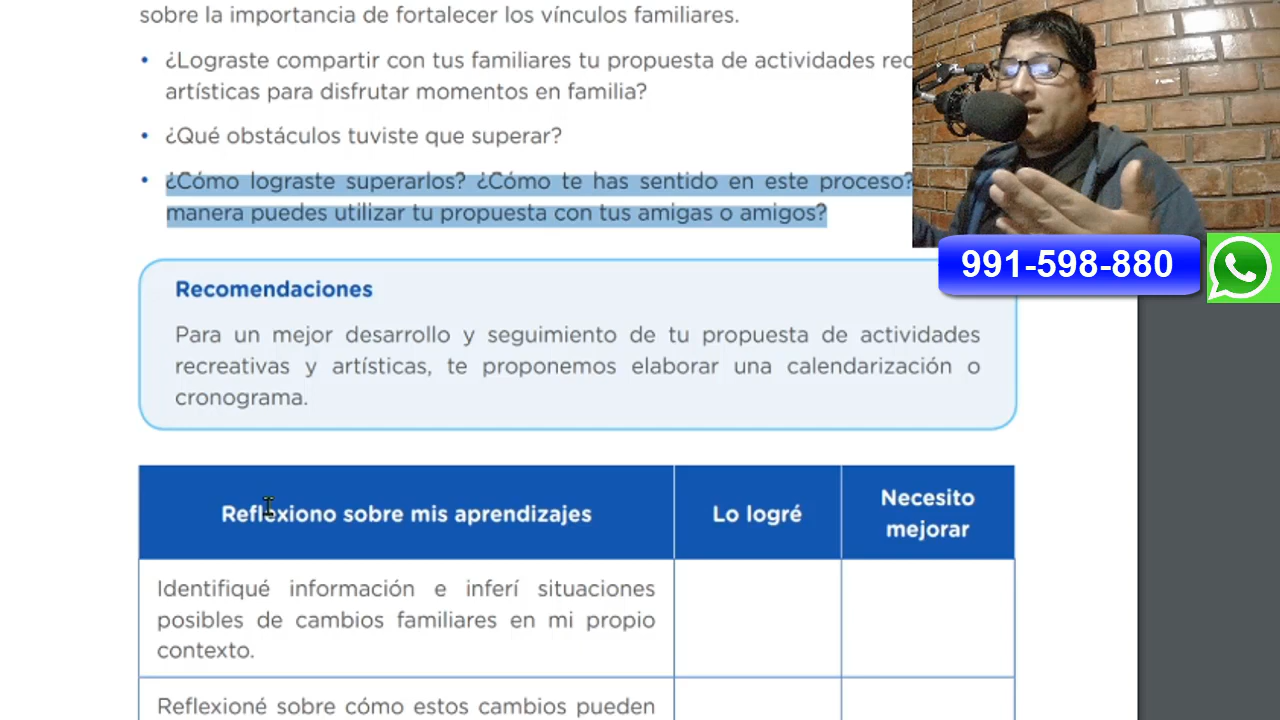 sobre la importancia de fortalecer los vínculos familiares.
• ¿Lograste compartir con tus familiares tu propuesta de actividades
artísticas para disfrutar momentos en familia?
• ¿Qué obstáculos tuviste que superar?
• ¿Cómo lograste superarlos? ¿Cómo te has sentido en este proceso?
manera puedes utilizar tu propuesta con tus amigas o amigos?
991-598-880
Recomendaciones
Para un mejor desarrollo y seguimiento de tu propuesta de actividades
recreativas y artísticas, te proponemos elaborar una calendarización o
cronograma.
Reflexiono sobre mis aprendizajes
Lo logré
Necesito
mejorar
Identifiqué información e inferí situaciones
posibles de cambios familiares en mi propio
contexto.
Reflexioné sobre cómo estos cambios pueden